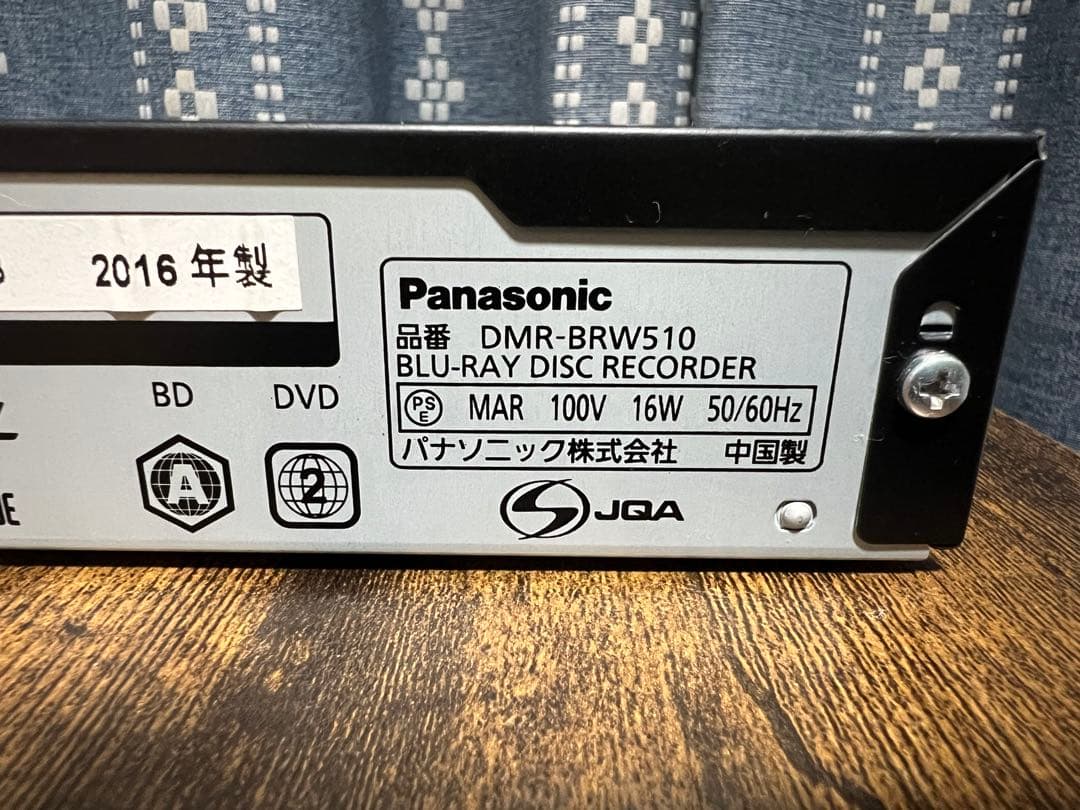 2016 年製
BD
DVD
A
2
Panasonic
品番 DMR-BRW510
BLU-RAY DISC RECORDER
PSE MAR 100V 16W 50/60Hz
パナソニック株式会社 中国製
JQA